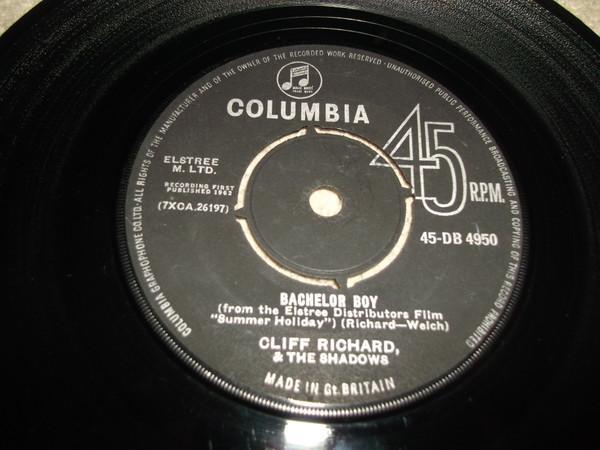 COLUMBIA GRAPHOPHONE CO.LTD.·ALL RIGHTS OF THE MANUFACTURER AND OF THE OWNER OF THE RECORDED WORK RESERVED·UNAUTHORISED PUBLIC PERFORMANCE BROADCASTING AND COPYING OF THIS RECORD PROHIBITED
COLUMBIA
45
R.P.M.
ELSTREE
M. LTD.
RECORDING FIRST
PUBLISHED 1962
(7XCA.26197)
45-DB 4950
BACHELOR BOY
(from the Elstree Distributors Film
"Summer Holiday") (Richard—Welch)
CLIFF RICHARD,
& THE SHADOWS
MADE IN Gt. BRITAIN